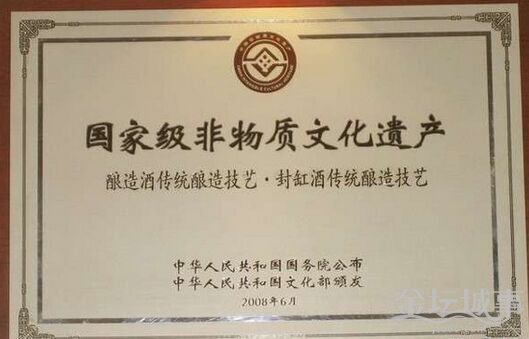 国家级非物质文化遗产
酿造酒传统酿造技艺·封缸酒传统酿造技艺
中华人民共和国国务院公布
中华人民共和国文化部颁发
2008年6月